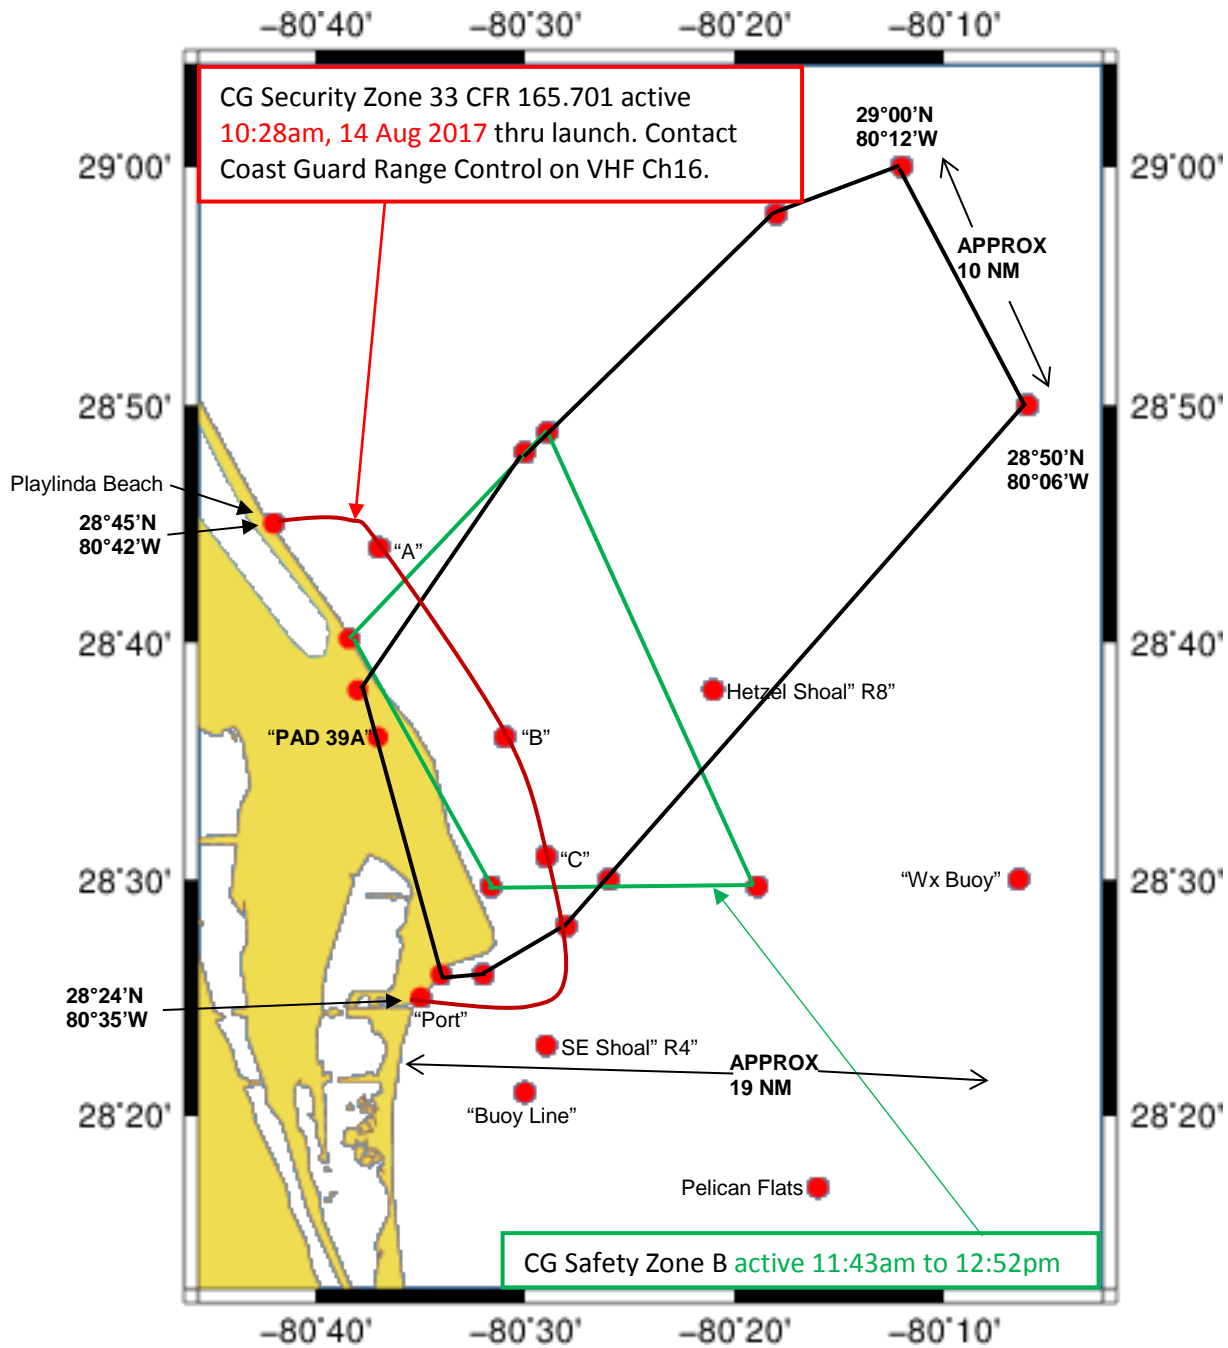 −80˚40' −80˚30' −80˚20' −80˚10'
CG Security Zone 33 CFR 165.701 active
10:28am, 14 Aug 2017 thru launch. Contact
Coast Guard Range Control on VHF Ch16.
29°00’N
80°12’W
29˚00' 29˚00'
APPROX
10 NM
28˚50' 28˚50'
28°50’N
80°06’W
Playlinda Beach
28°45’N
80°42’W
“A”
28˚40' 28˚40'
Hetzel Shoal” R8”
“PAD 39A”
“B”
“C”
28˚30' 28˚30'
“Wx Buoy”
28°24’N
80°35’W
“Port”
SE Shoal” R4”
APPROX
19 NM
“Buoy Line”
28˚20' 28˚20'
Pelican Flats
CG Safety Zone B active 11:43am to 12:52pm
−80˚40' −80˚30' −80˚20' −80˚10'